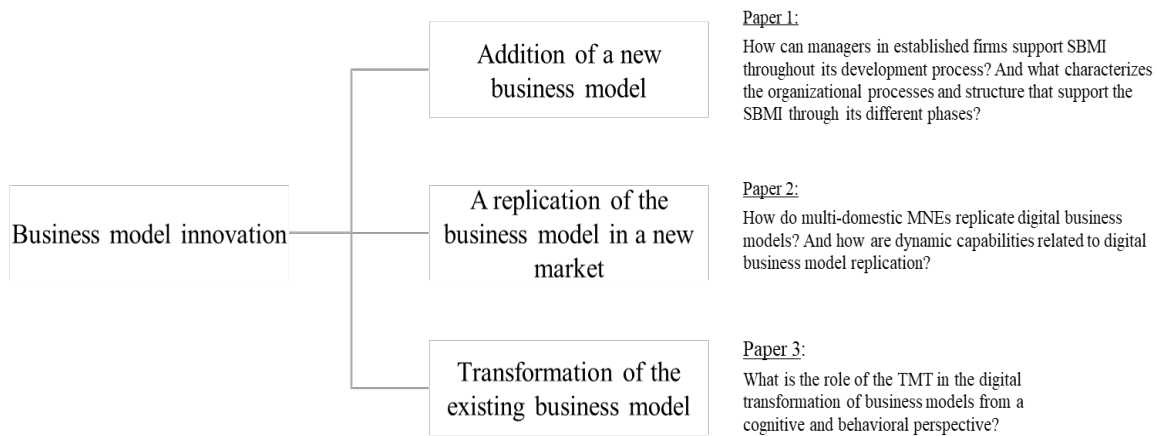 Business model innovation
Addition of a new
business model
Paper 1:
How can managers in established firms support SBMI
throughout its development process? And what characterizes
the organizational processes and structure that support the
SBMI through its different phases?
A replication of the
business model in a new
market
Paper 2:
How do multi-domestic MNEs replicate digital business
models? And how are dynamic capabilities related to digital
business model replication?
Transformation of the
existing business model
Paper 3:
What is the role of the TMT in the digital
transformation of business models from a
cognitive and behavioral perspective?